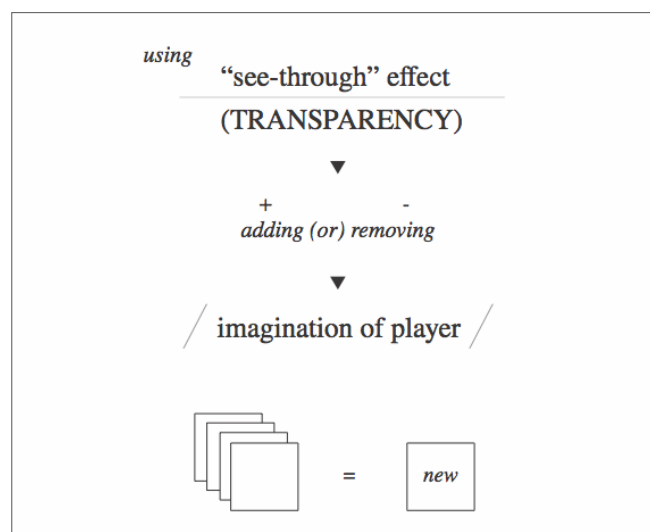 using
“see-through” effect
(TRANSPARENCY)
▼
+ -
adding (or) removing
▼
/ imagination of player /
= new